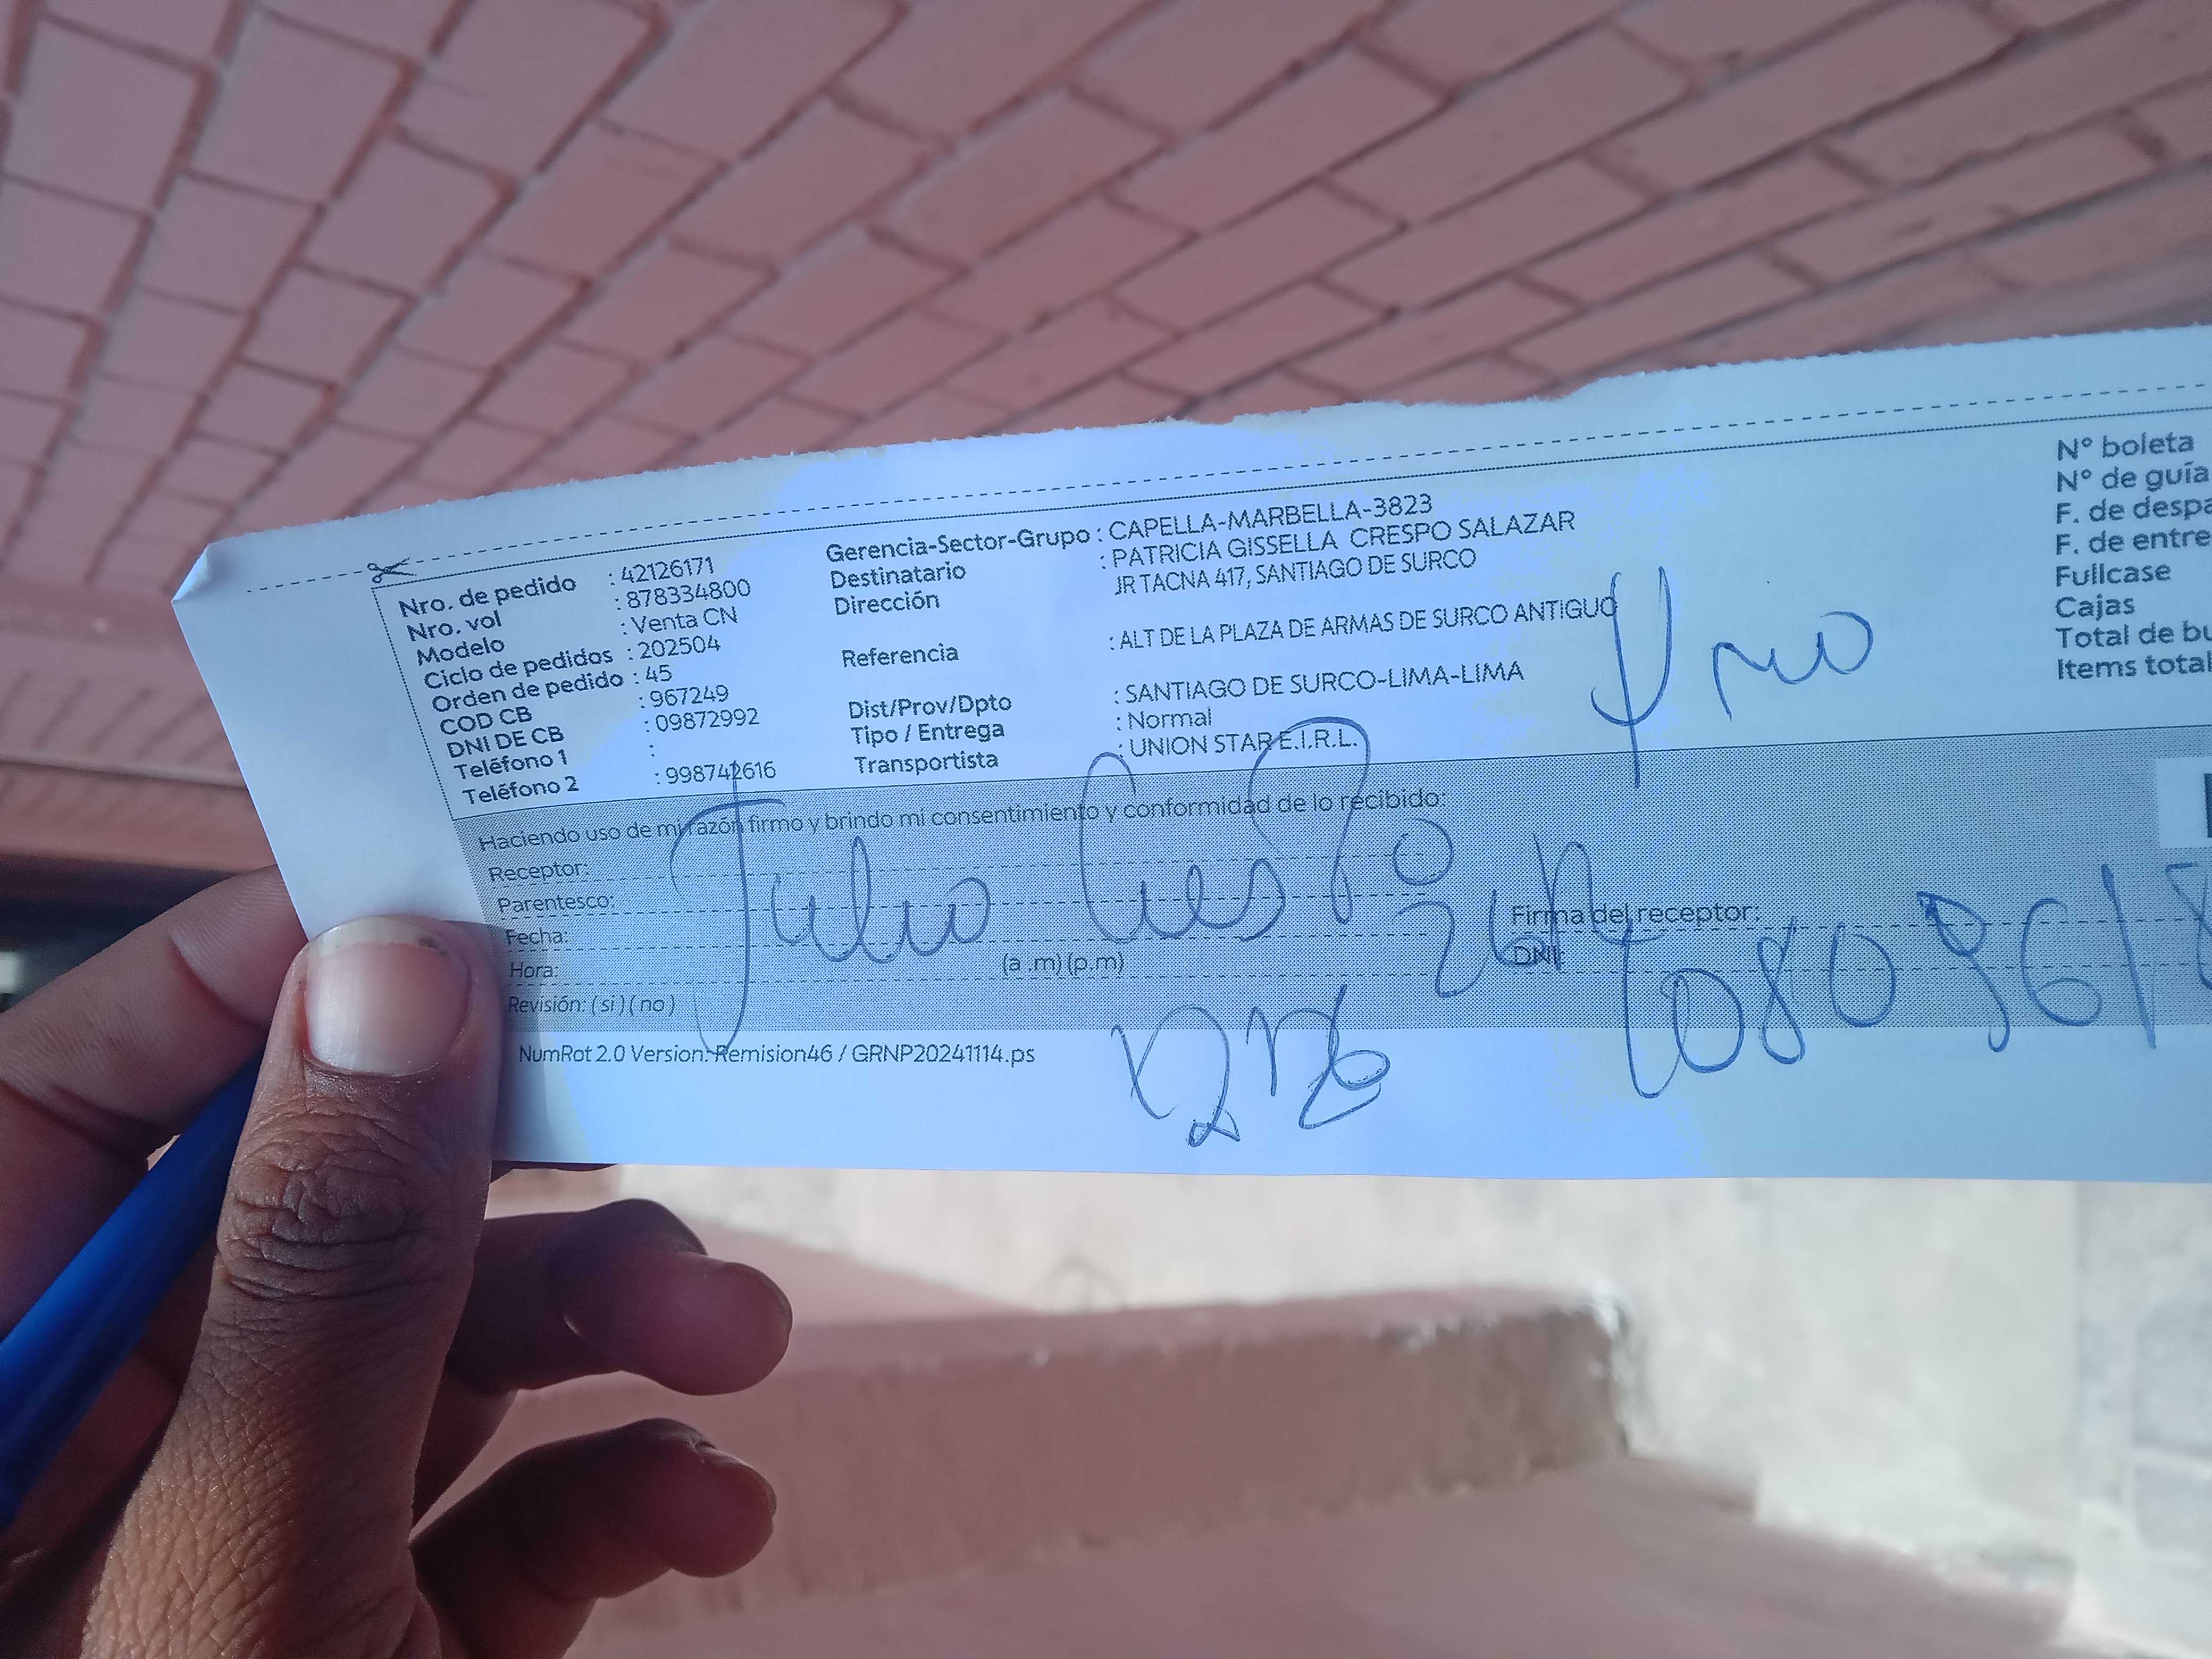 Nro. de pedido : 42126171
Nro. vol : 878334800
Modelo : Venta CN
Ciclo de pedidos : 202504
Orden de pedido : 45
COD CB : 967249
DNI DE CB : 09872992
Teléfono 1 :
Teléfono 2 : 998742616
Gerencia-Sector-Grupo : CAPELLA-MARBELLA-3823
Destinatario : PATRICIA GISSELLA CRESPO SALAZAR
Dirección JR TACNA 417, SANTIAGO DE SURCO
Referencia : ALT DE LA PLAZA DE ARMAS DE SURCO ANTIGUO
Dist/Prov/Dpto : SANTIAGO DE SURCO-LIMA-LIMA
Tipo / Entrega : Normal
Transportista : UNION STAR E.I.R.L.
N° boleta
N° de guía
F. de despa
F. de entre
Fullcase
Cajas
Total de bu
Items total
Haciendo uso de mi razón firmo y brindo mi consentimiento y conformidad de lo recibido:
Receptor:
Parentesco:
Fecha:
Hora: (a .m) (p.m)
Revisión: ( si ) ( no )
Julio Crespo
Firma del receptor:
DNI:
NumRot 2.0 Version: Remision46 / GRNP20241114.ps